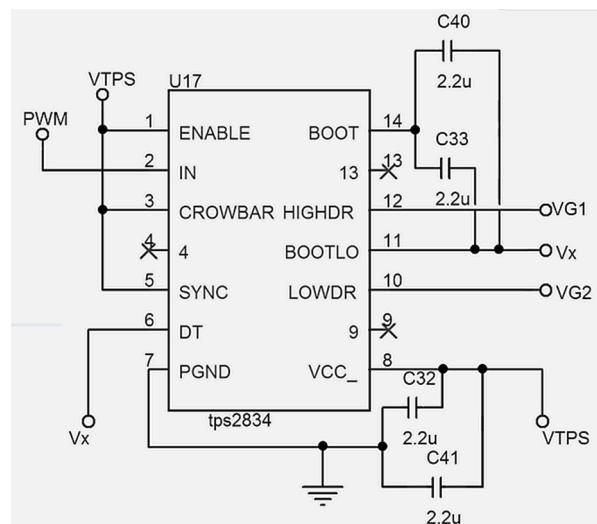 C40
VTPS
U17
2.2u
PWM
1
ENABLE
BOOT
14
C33
2
IN
13
13
2.2u
3
CROWBAR
HIGHDR
12
VG1
4
4
BOOTLO
11
Vx
5
SYNC
LOWDR
10
VG2
6
DT
9
9
7
PGND
VCC_
8
C32
Vx
tps2834
2.2u
VTPS
C41
2.2u